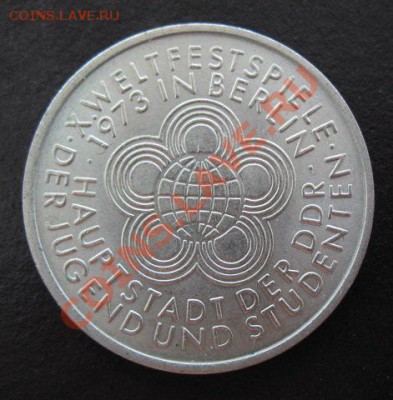 COINS.LAVE.RU
X.WELTFESTSPIELE·
DER JUGEND UND STUDENTEN
1973 IN BERLIN·
HAUPTSTADT DER DDR·
COINS.LAVE.RU